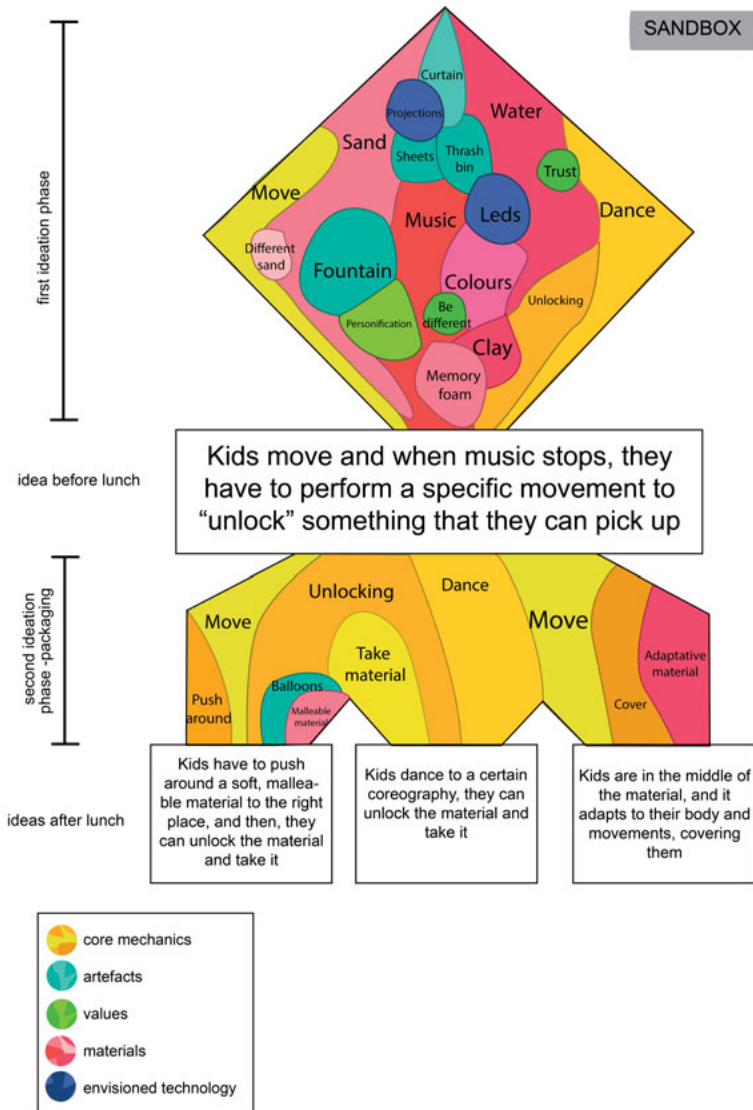 SANDBOX
first ideation phase
Curtain
Projections
Water
Sand
Sheets
Thrash
bin
Trust
Move
Music
Leds
Dance
Different
sand
Fountain
Colours
Unlocking
Personification
Be
different
Clay
Memory
foam
idea before lunch
Kids move and when music stops, they
have to perform a specific movement to
“unlock” something that they can pick up
second ideation
phase -packaging
Move
Unlocking
Dance
Move
Take
material
Adaptative
material
Push
around
Balloons
Malleable
material
Cover
ideas after lunch
Kids have to push
around a soft, mallea-
ble material to the right
place, and then, they
can unlock the material
and take it
Kids dance to a certain
coreography, they can
unlock the material and
take it
Kids are in the middle of
the material, and it
adapts to their body and
movements, covering
them
core mechanics
artefacts
values
materials
envisioned technology